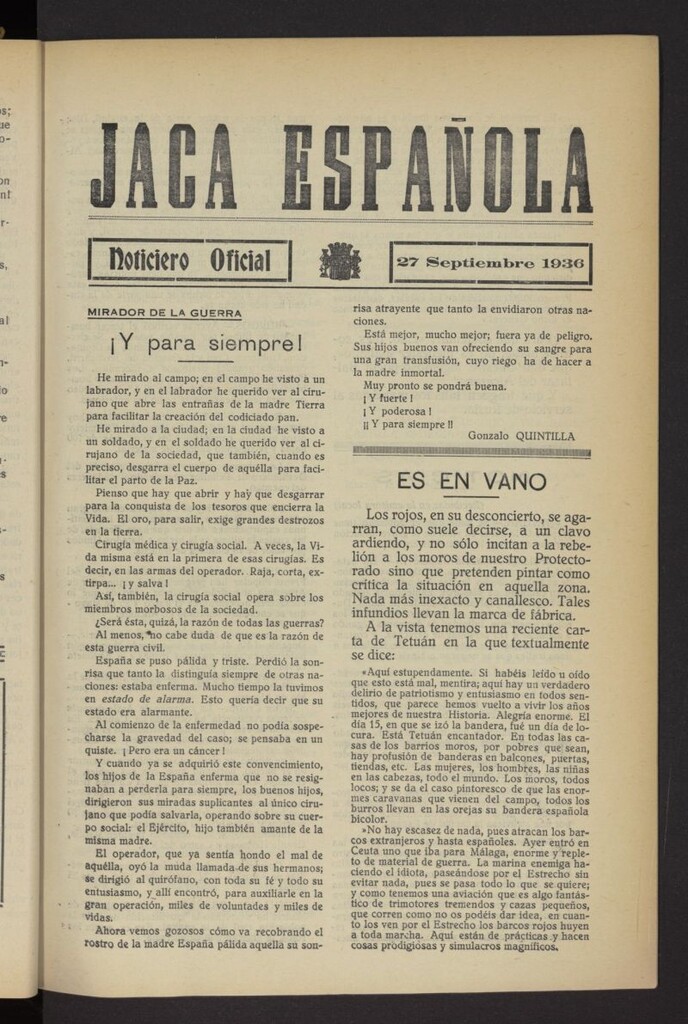 JACA ESPAÑOLA
Noticiero Oficial
27 Septiembre 1936
MIRADOR DE LA GUERRA
¡Y para siempre!
He mirado al campo; en el campo he visto a un
labrador, y en el labrador he querido ver al ciru-
jano que abre las entrañas de la madre Tierra
para facilitar la creación del codiciado pan.
He mirado a la ciudad; en la ciudad he visto a
un soldado, y en el soldado he querido ver al ci-
rujano de la sociedad, que también, cuando es
preciso, desgarra el cuerpo de aquélla para faci-
litar el parto de la Paz.
Pienso que hay que abrir y hay que desgarrar
para la conquista de los tesoros que encierra la
Vida. El oro, para salir, exige grandes destrozos
en la tierra.
Cirugía médica y cirugía social. A veces, la Vi-
da misma está en la primera de esas cirugías. Es
decir, en las armas del operador. Raja, corta, ex-
tirpa... ¡y salva!
Así, también, la cirugía social opera sobre los
miembros morbosos de la sociedad.
¿Será ésta, quizá, la razón de todas las guerras?
Al menos, no cabe duda de que es la razón de
esta guerra civil.
España se puso pálida y triste. Perdió la son-
risa que tanto la distinguía siempre de otras na-
ciones: estaba enferma. Mucho tiempo la tuvimos
en estado de alarma. Esto quería decir que su
estado era alarmante.
Al comienzo de la enfermedad no podía sospe-
charse la gravedad del caso; se pensaba en un
quiste. ¡Pero era un cáncer!
Y cuando ya se adquirió este convencimiento,
los hijos de la España enferma que no se resig-
naban a perderla para siempre, los buenos hijos,
dirigieron sus miradas suplicantes al único ciru-
jano que podía salvarla, operando sobre su cuer-
po social: el Ejército, hijo también amante de la
misma madre.
El operador, que ya sentía hondo el mal de
aquélla, oyó la muda llamada de sus hermanos;
se dirigió al quirófano, con toda su fé y todo su
entusiasmo, y allí encontró, para auxiliarle en la
gran operación, miles de voluntades y miles de
vidas.
Ahora vemos gozosos cómo va recobrando el
rostro de la madre España pálida aquella su son-
risa atrayente que tanto la envidiaron otras na-
ciones.
Está mejor, mucho mejor; fuera ya de peligro.
Sus hijos buenos van ofreciendo su sangre para
una gran transfusión, cuyo riego ha de hacer a
la madre inmortal.
Muy pronto se pondrá buena.
¡Y fuerte!
¡Y poderosa!
¡¡Y para siempre!!
Gonzalo QUINTILLA
ES EN VANO
Los rojos, en su desconcierto, se aga-
rran, como suele decirse, a un clavo
ardiendo, y no sólo incitan a la rebe-
lión a los moros de nuestro Protecto-
rado sino que pretenden pintar como
crítica la situación en aquella zona.
Nada más inexacto y canallesco. Tales
infundios llevan la marca de fábrica.
A la vista tenemos una reciente car-
ta de Tetuán en la que textualmente
se dice:
«Aquí estupendamente. Si habéis leído u oído
que esto está mal, mentira; aquí hay un verdadero
delirio de patriotismo y entusiasmo en todos sen-
tidos, que parece hemos vuelto a vivir los años
mejores de nuestra Historia. Alegría enorme. El
día 15, en que se izó la bandera, fué un día de lo-
cura. Está Tetuán encantador. En todas las ca-
sas de los barrios moros, por pobres que sean,
hay profusión de banderas en balcones, puertas,
tiendas, etc. Las mujeres, los hombres, las niñas
en las cabezas, todo el mundo. Los moros, todos
locos; y se da el caso pintoresco de que las enor-
mes caravanas que vienen del campo, todos los
burros llevan en las orejas su bandera española
bicolor.
»No hay escasez de nada, pues atracan los bar-
cos extranjeros y hasta españoles. Ayer entró en
Ceuta uno que iba para Málaga, enorme y reple-
to de material de guerra. La marina enemiga ha-
ciendo el idiota, paseándose por el Estrecho sin
evitar nada, pues se pasa todo lo que se quiere;
y como tenemos una aviación que es algo fantás-
tico de trimotores tremendos y cazas pequeños,
que corren como no os podéis dar idea, en cuan-
to los ven por el Estrecho los barcos rojos huyen
a toda marcha. Aquí están de prácticas y hacen
cosas prodigiosas y simulacros magníficos.